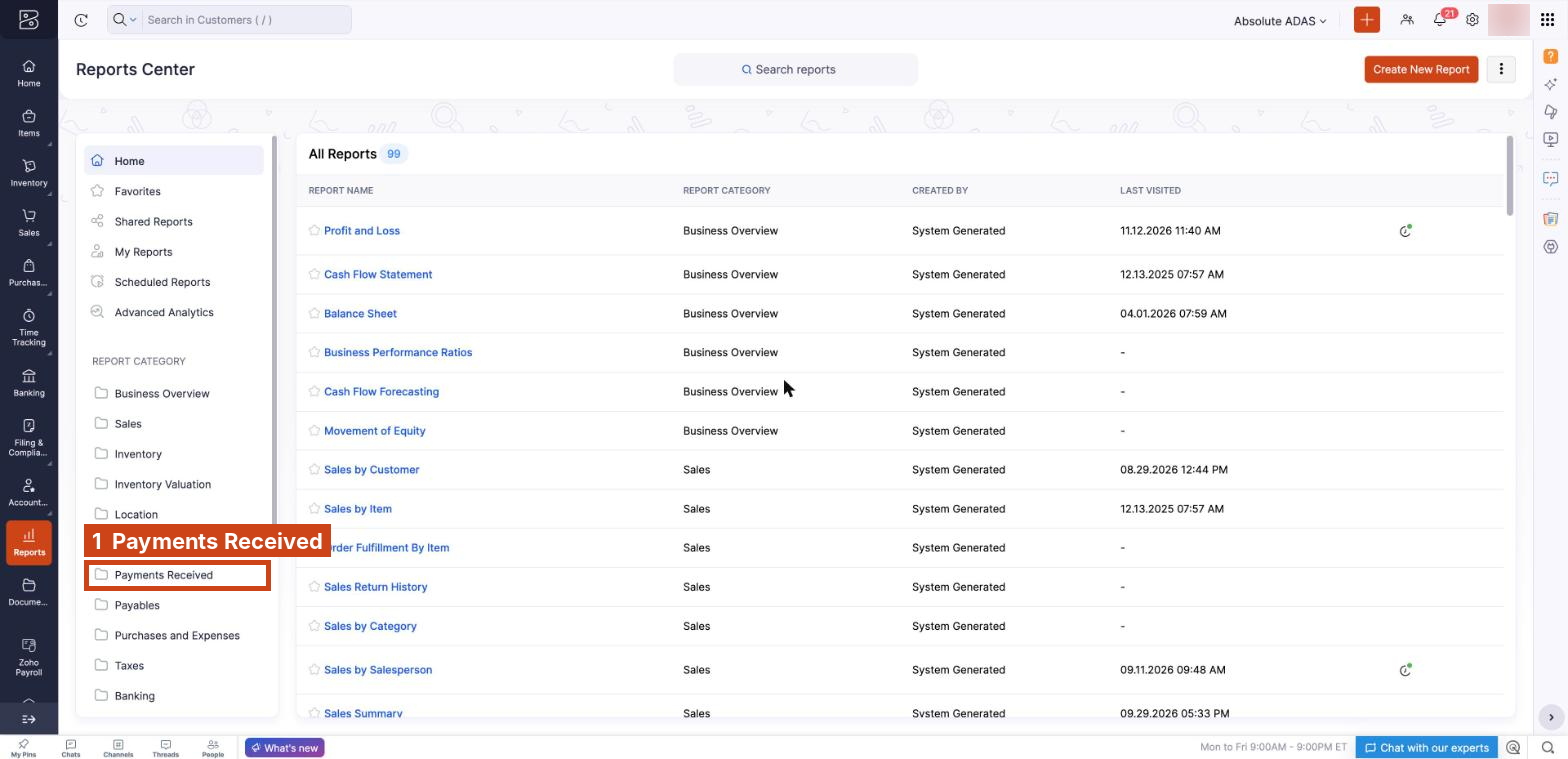 Search in Customers ( / )
Absolute ADAS
21
Reports Center
Search reports
Create New Report
Home
Items
Inventory
Sales
Purchas...
Time
Tracking
Banking
Filing &
Complia...
Account...
Reports
Docume...
Zoho
Payroll
Home
Favorites
Shared Reports
My Reports
Scheduled Reports
Advanced Analytics
REPORT CATEGORY
Business Overview
Sales
Inventory
Inventory Valuation
Location
1 Payments Received
Payments Received
Payables
Purchases and Expenses
Taxes
Banking
All Reports 99
REPORT NAME REPORT CATEGORY CREATED BY LAST VISITED
Profit and Loss Business Overview System Generated 11.12.2026 11:40 AM
Cash Flow Statement Business Overview System Generated 12.13.2025 07:57 AM
Balance Sheet Business Overview System Generated 04.01.2026 07:59 AM
Business Performance Ratios Business Overview System Generated -
Cash Flow Forecasting Business Overview System Generated -
Movement of Equity Business Overview System Generated -
Sales by Customer Sales System Generated 08.29.2026 12:44 PM
Sales by Item Sales System Generated 12.13.2025 07:57 AM
rder Fulfillment By Item Sales System Generated -
Sales Return History Sales System Generated -
Sales by Category Sales System Generated -
Sales by Salesperson Sales System Generated 09.11.2026 09:48 AM
Sales Summary Sales System Generated 09.29.2026 05:33 PM
My Pins
Chats
Channels
Threads
People
What's new
Mon to Fri 9:00AM - 9:00PM ET
Chat with our experts